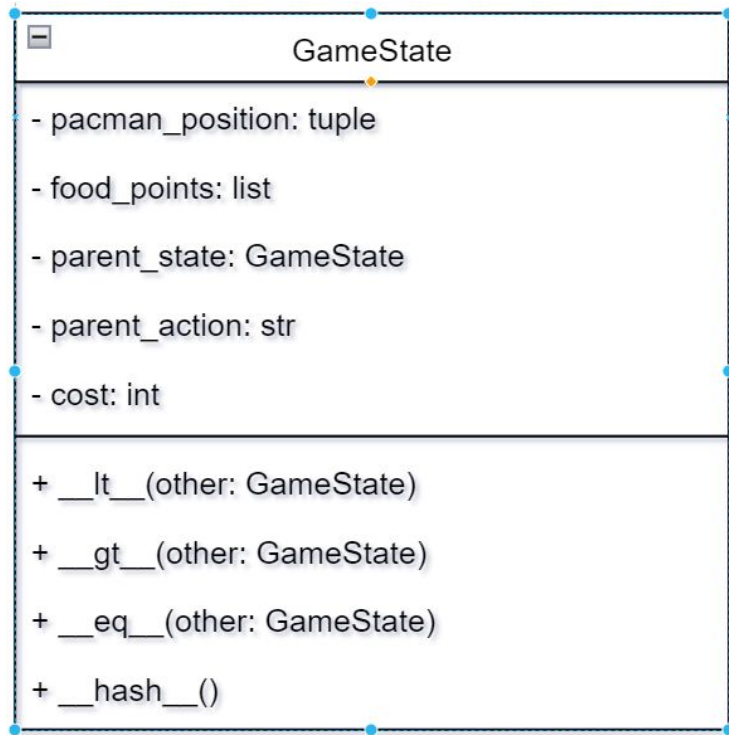 GameState
- pacman_position: tuple
- food_points: list
- parent_state: GameState
- parent_action: str
- cost: int
+ __lt__(other: GameState)
+ __gt__(other: GameState)
+ __eq__(other: GameState)
+ __hash__()